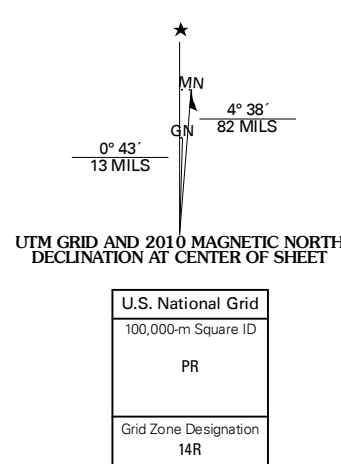 MN
4° 38´
82 MILS
GN
0° 43´
13 MILS
UTM GRID AND 2010 MAGNETIC NORTH
DECLINATION AT CENTER OF SHEET
U.S. National Grid
100,000-m Square ID
PR
Grid Zone Designation
14R